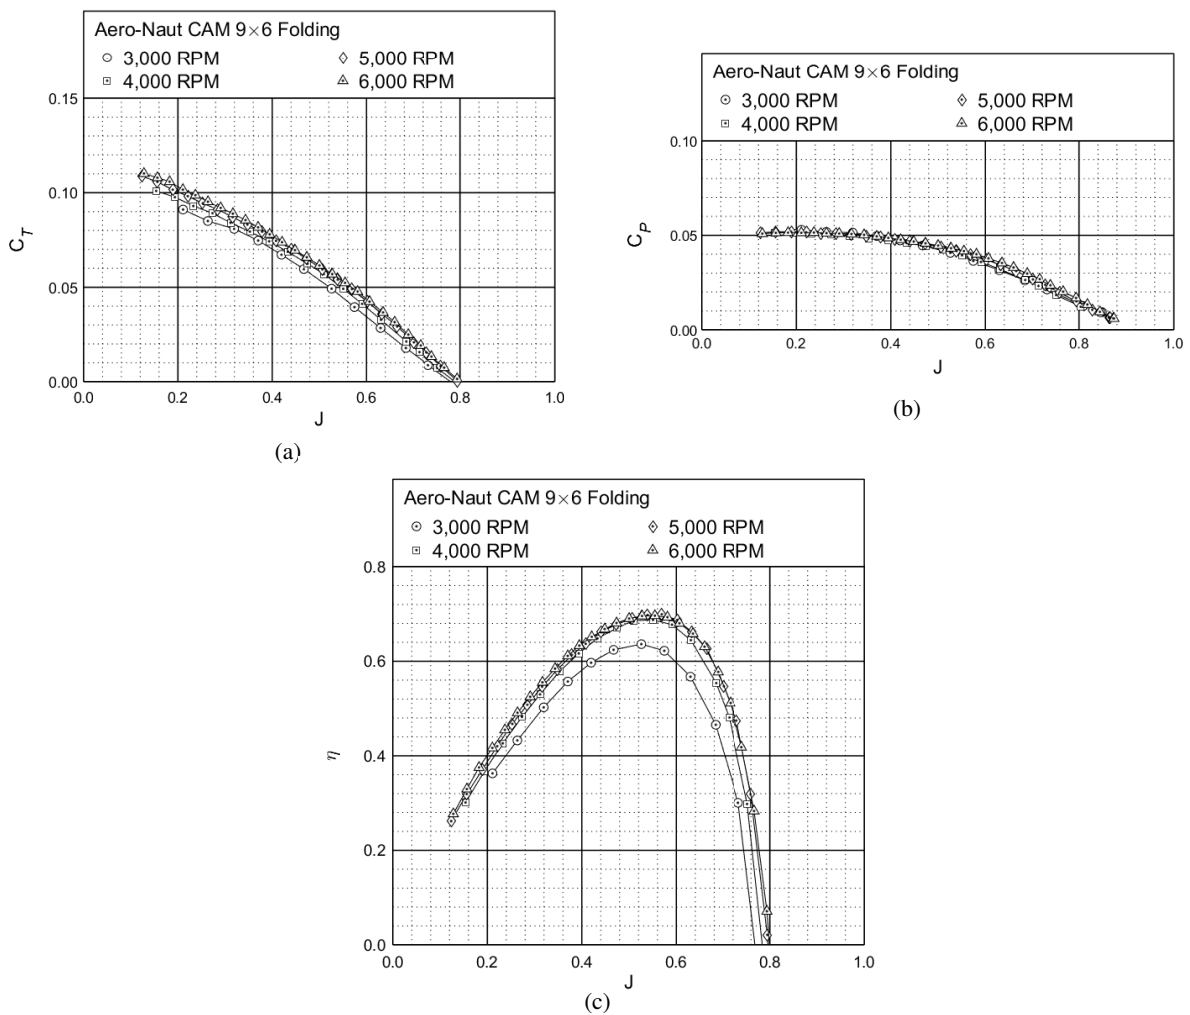 Aero-Naut CAM 9×6 Folding
3,000 RPM
5,000 RPM
4,000 RPM
6,000 RPM
0.15
0.10
0.05
0.00
C_T
0.0 0.2 0.4 0.6 0.8 1.0
J
(a)
Aero-Naut CAM 9×6 Folding
3,000 RPM
5,000 RPM
4,000 RPM
6,000 RPM
0.10
0.05
0.00
C_P
0.0 0.2 0.4 0.6 0.8 1.0
J
(b)
Aero-Naut CAM 9×6 Folding
3,000 RPM
5,000 RPM
4,000 RPM
6,000 RPM
0.8
0.6
0.4
0.2
0.0
η
0.0 0.2 0.4 0.6 0.8 1.0
J
(c)